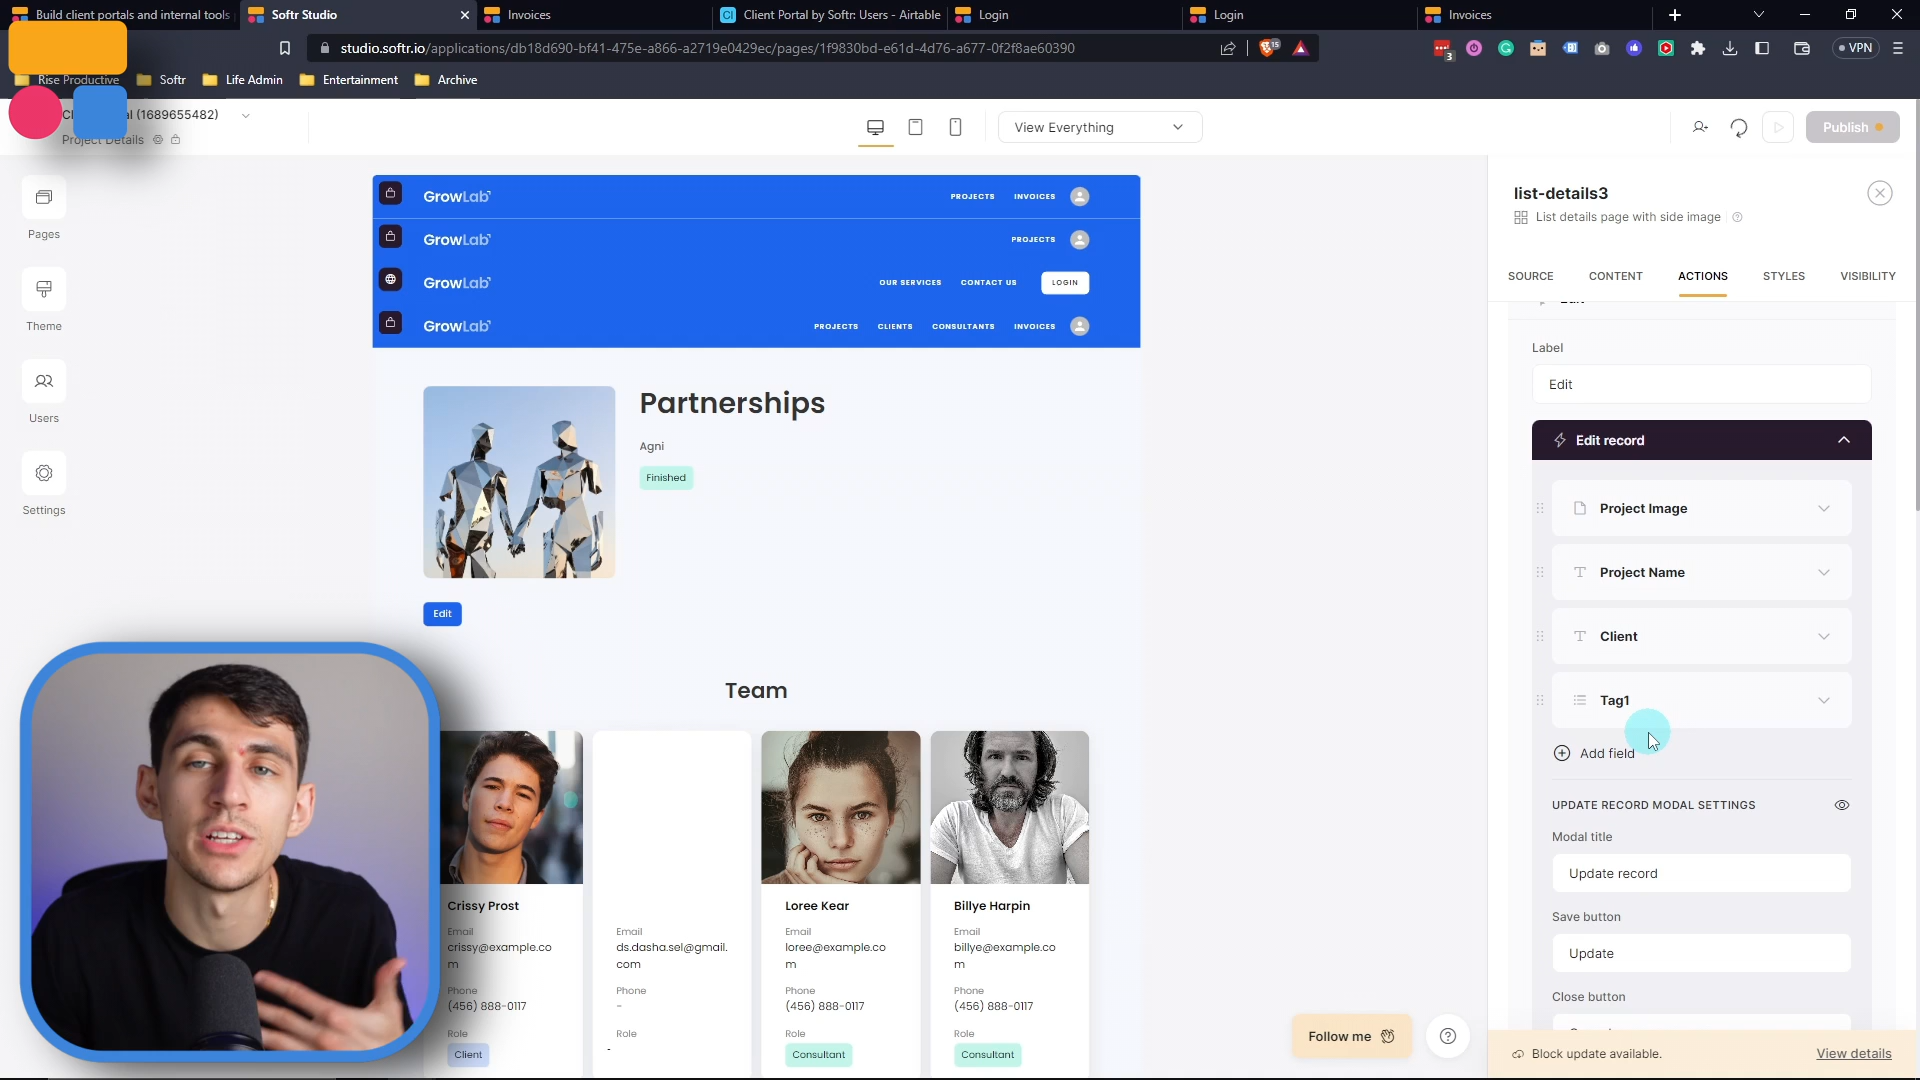 Build client portals and internal tools
Softr Studio
Invoices
Client Portal by Softr: Users - Airtable
Login
Login
Invoices
studio.softr.io/applications/db18d690-bf41-475e-a866-a2719e0429ec/pages/1f9830bd-e61d-4d76-a677-0f2f8ae60390
15
3
VPN
Rise Productive
Softr
Life Admin
Entertainment
Archive
(1689655482)
Project Details
View Everything
Publish
Pages
Theme
Users
Settings
GrowLab
PROJECTS
INVOICES
GrowLab
PROJECTS
GrowLab
OUR SERVICES
CONTACT US
LOGIN
GrowLab
PROJECTS
CLIENTS
CONSULTANTS
INVOICES
Partnerships
Agni
Finished
Edit
Team
Crissy Prost
Email
crissy@example.co
m
Phone
(456) 888-0117
Role
Client
Email
ds.dasha.sel@gmail.
com
Phone
-
Role
-
Loree Kear
Email
loree@example.co
m
Phone
(456) 888-0117
Role
Consultant
Billye Harpin
Email
billye@example.co
m
Phone
(456) 888-0117
Role
Consultant
Follow me
list-details3
List details page with side image
SOURCE
CONTENT
ACTIONS
STYLES
VISIBILITY
Edit
Label
Edit
Edit record
Project Image
Project Name
Client
Tag1
Add field
UPDATE RECORD MODAL SETTINGS
Modal title
Update record
Save button
Update
Close button
Block update available.
View details